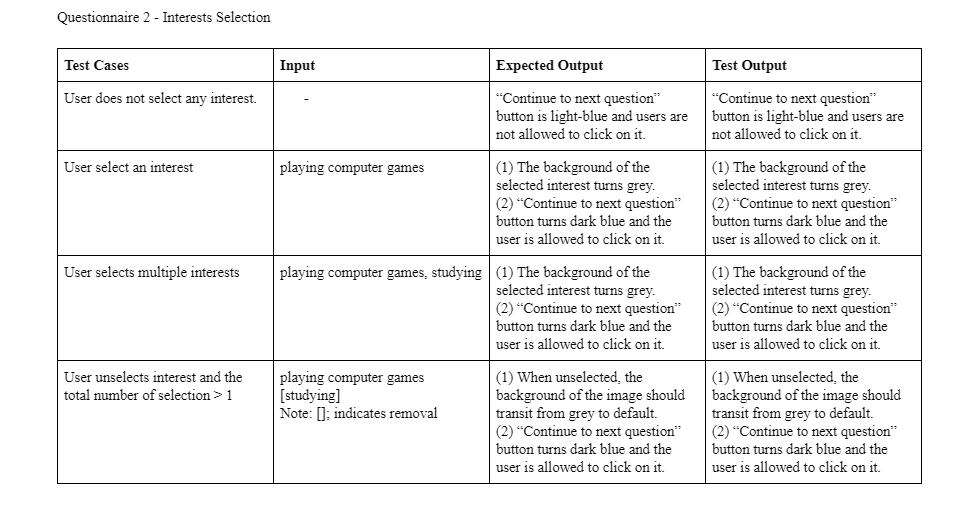 Questionnaire 2 - Interests Selection
Test Cases
Input
Expected Output
Test Output
User does not select any interest.
-
“Continue to next question”
button is light-blue and users are
not allowed to click on it.
“Continue to next question”
button is light-blue and users are
not allowed to click on it.
User select an interest
playing computer games
(1) The background of the
selected interest turns grey.
(2) “Continue to next question”
button turns dark blue and the
user is allowed to click on it.
(1) The background of the
selected interest turns grey.
(2) “Continue to next question”
button turns dark blue and the
user is allowed to click on it.
User selects multiple interests
playing computer games, studying
(1) The background of the
selected interest turns grey.
(2) “Continue to next question”
button turns dark blue and the
user is allowed to click on it.
(1) The background of the
selected interest turns grey.
(2) “Continue to next question”
button turns dark blue and the
user is allowed to click on it.
User unselects interest and the
total number of selection > 1
playing computer games
[studying]
Note: []; indicates removal
(1) When unselected, the
background of the image should
transit from grey to default.
(2) “Continue to next question”
button turns dark blue and the
user is allowed to click on it.
(1) When unselected, the
background of the image should
transit from grey to default.
(2) “Continue to next question”
button turns dark blue and the
user is allowed to click on it.